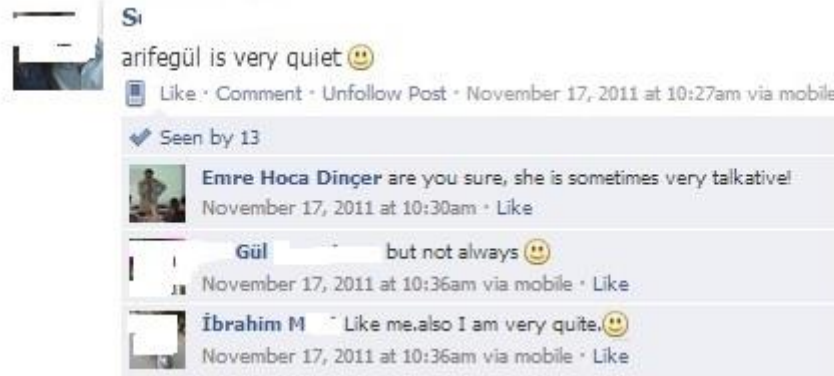 S
arifegül is very quiet
Like · Comment · Unfollow Post · November 17, 2011 at 10:27am via mobile
Seen by 13
Emre Hoca Dinçer are you sure, she is sometimes very talkative!
November 17, 2011 at 10:30am · Like
Gül but not always
November 17, 2011 at 10:36am via mobile · Like
İbrahim M Like me.also I am very quite.
November 17, 2011 at 10:36am via mobile · Like